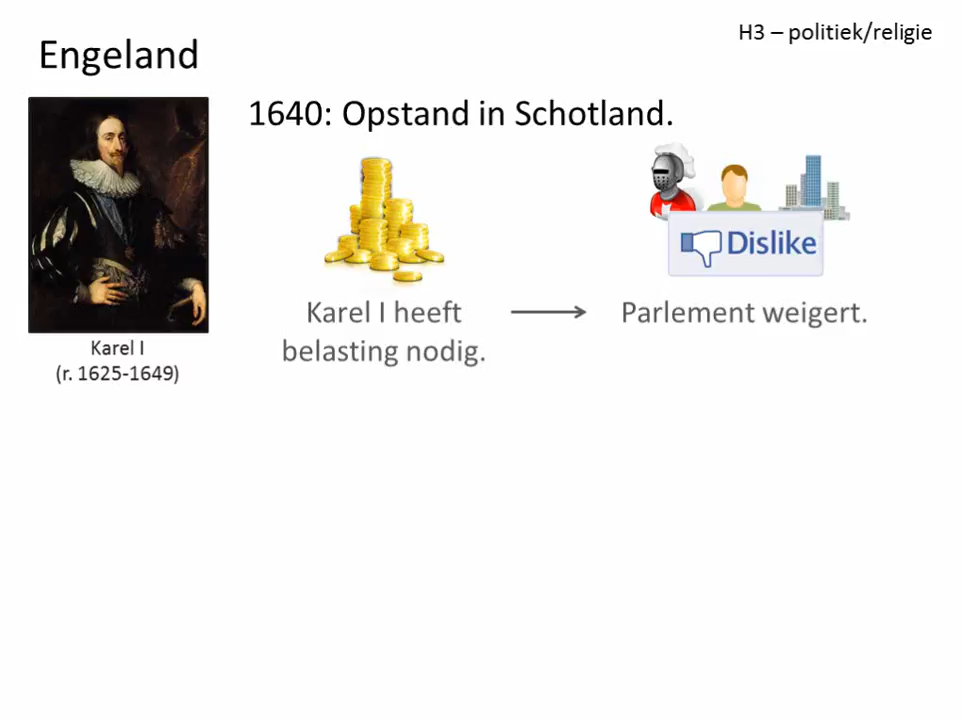 H3 – politiek/religie
Engeland
1640: Opstand in Schotland.
Dislike
Karel I heeft
belasting nodig.
Parlement weigert.
Karel I
(r. 1625-1649)